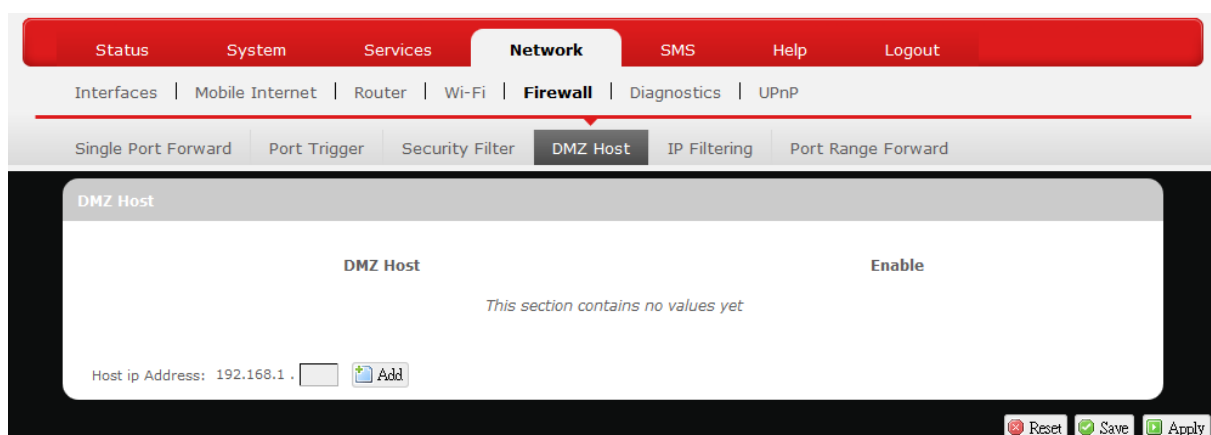 Status System Services Network SMS Help Logout
Interfaces | Mobile Internet | Router | Wi-Fi | Firewall | Diagnostics | UPnP
Single Port Forward Port Trigger Security Filter DMZ Host IP Filtering Port Range Forward
DMZ Host
DMZ Host Enable
This section contains no values yet
Host ip Address: 192.168.1 . Add
Reset Save Apply